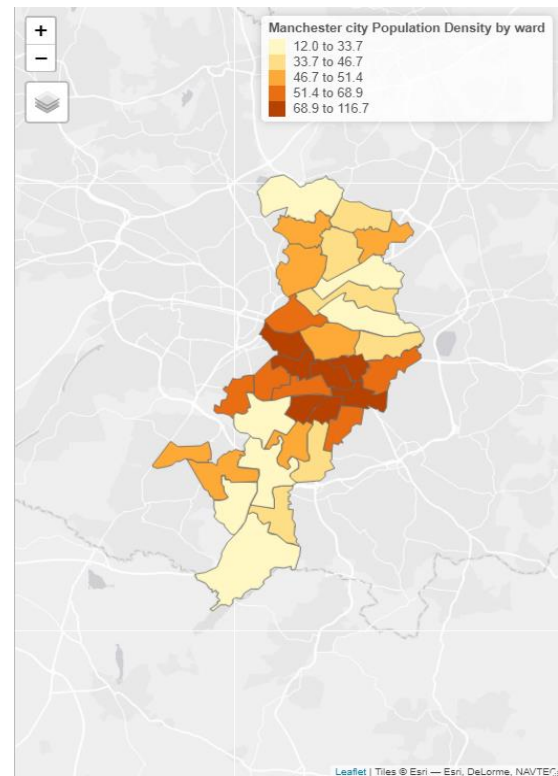 +
−
Manchester city Population Density by ward
12.0 to 33.7
33.7 to 46.7
46.7 to 51.4
51.4 to 68.9
68.9 to 116.7
Leaflet | Tiles © Esri — Esri, DeLorme, NAVTEQ